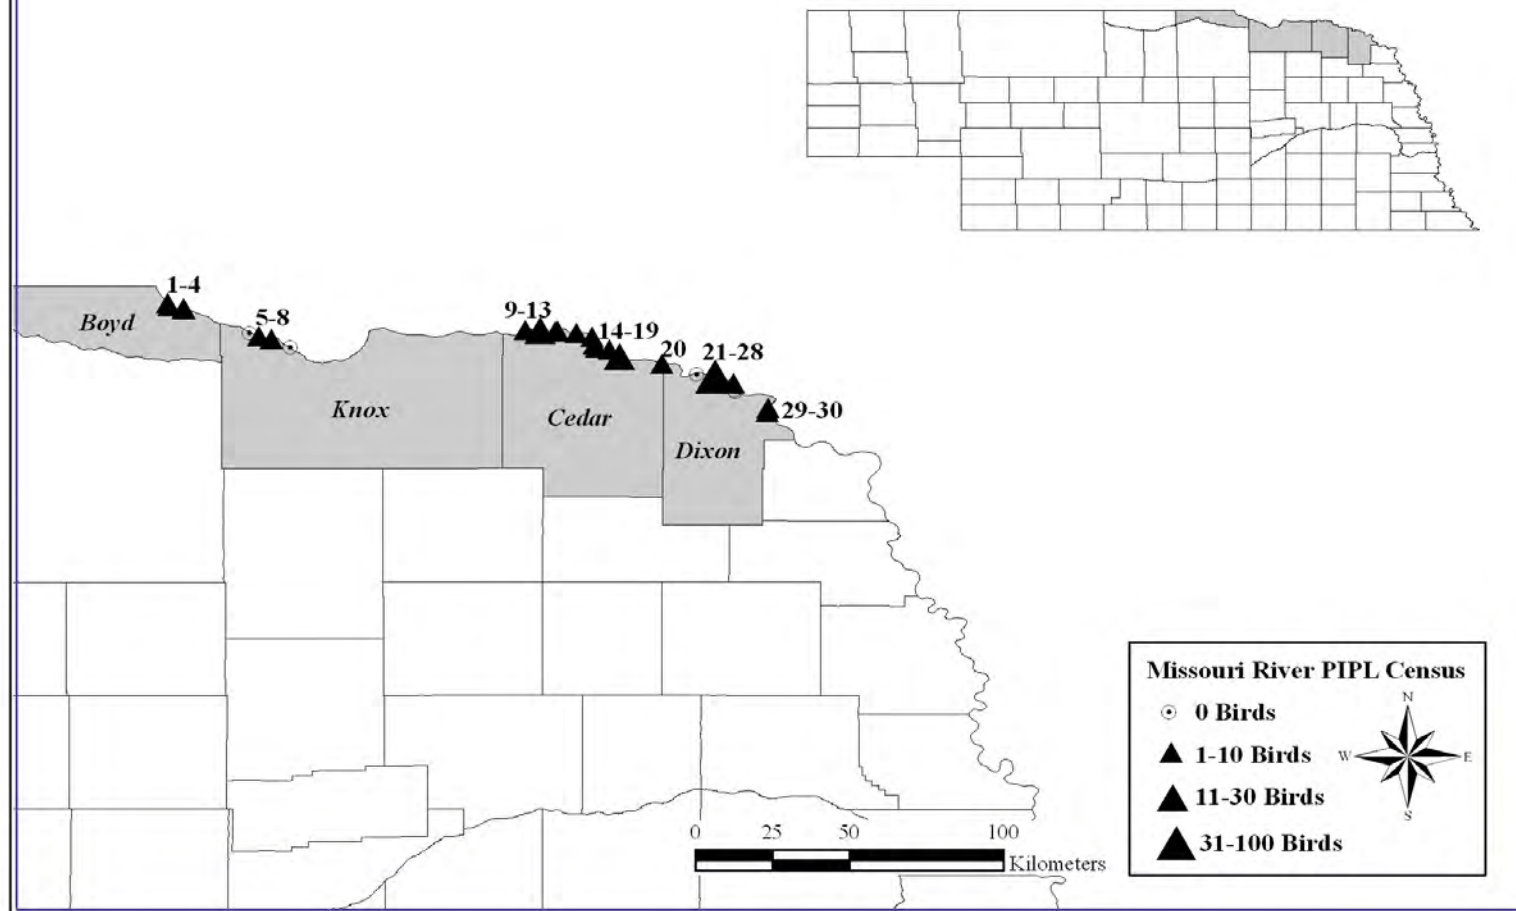 1-4
Boyd
5-8
9-13
14-19
20
21-28
29-30
Knox
Cedar
Dixon
Missouri River PIPL Census
0 Birds
1-10 Birds
11-30 Birds
31-100 Birds
N
W
E
S
0 25 50 100
Kilometers